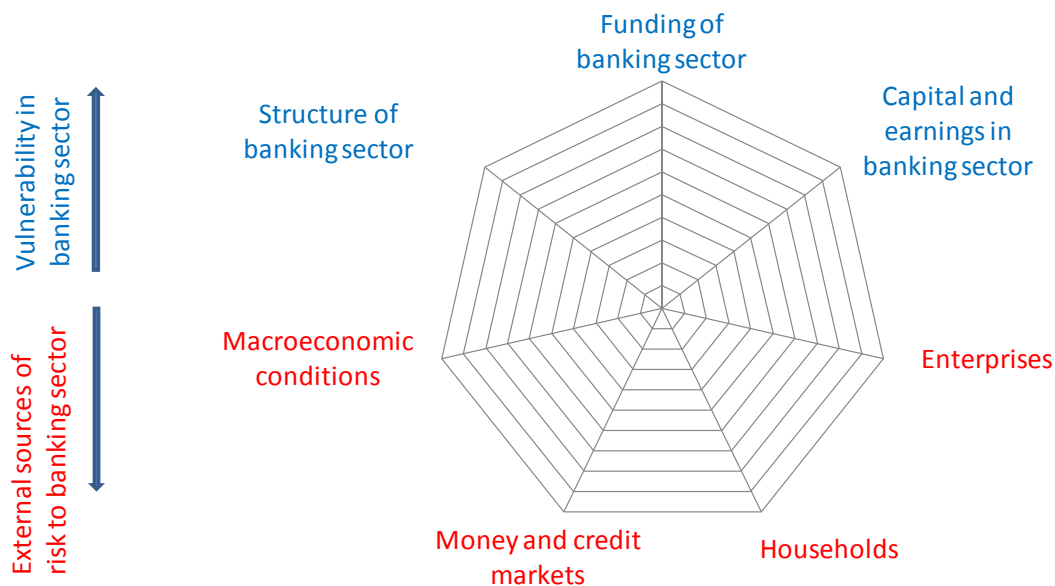 Funding of
banking sector
Capital and
earnings in
banking sector
Structure of
banking sector
Vulnerability in
banking sector
Macroeconomic
conditions
Enterprises
External sources of
risk to banking sector
Money and credit
markets
Households